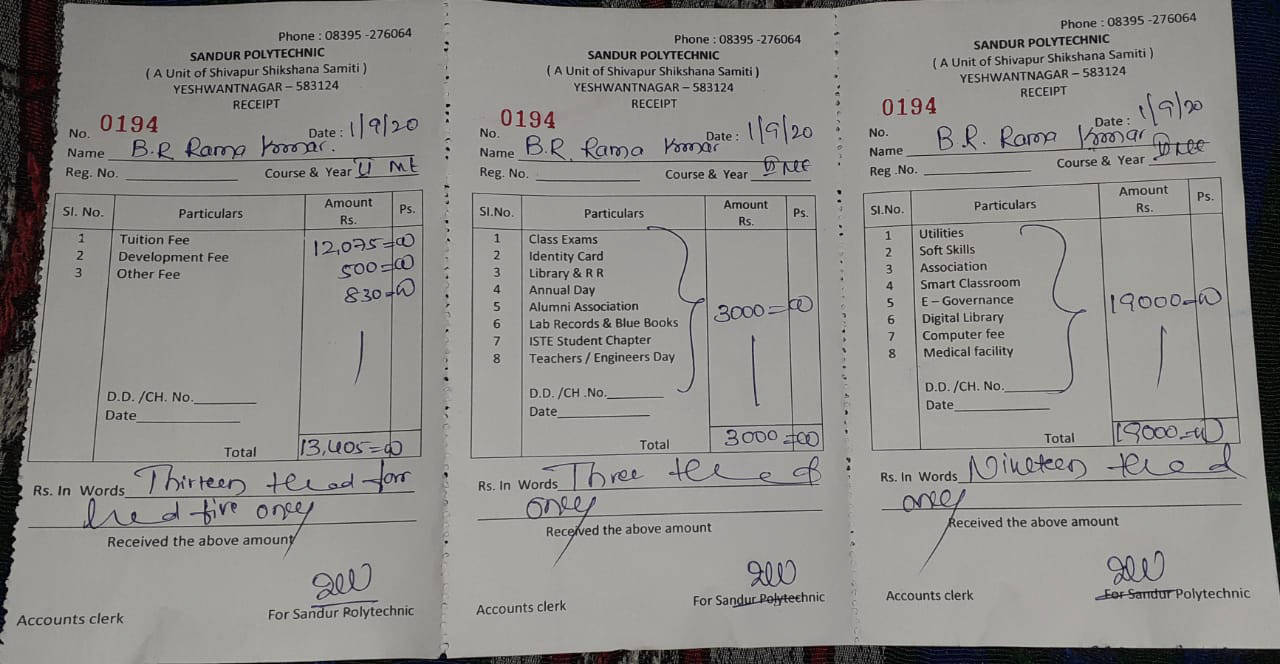 Phone : 08395 -276064
SANDUR POLYTECHNIC
( A Unit of Shivapur Shikshana Samiti )
YESHWANTNAGAR – 583124
RECEIPT
No. 0194 Date : 1/9/20
Name B.R Rama Kumar.
Reg. No. Course & Year II ME
Sl. No. Particulars Amount Rs. Ps.
1 Tuition Fee 12,075=00
2 Development Fee 500=00
3 Other Fee 830=00
D.D. /CH. No.
Date
Total 13,405=00
Rs. In Words Thirteen
five only
Received the above amount
Accounts clerk For Sandur Polytechnic
Phone : 08395 -276064
SANDUR POLYTECHNIC
( A Unit of Shivapur Shikshana Samiti )
YESHWANTNAGAR – 583124
RECEIPT
No. 0194 Date : 1/9/20
Name B.R. Rama Kumar
Reg. No. Course & Year
Sl.No. Particulars Amount Rs. Ps.
1 Class Exams
2 Identity Card
3 Library & R R
4 Annual Day
5 Alumni Association 3000=00
6 Lab Records & Blue Books
7 ISTE Student Chapter
8 Teachers / Engineers Day
D.D. /CH .No.
Date
Total 3000=00
Rs. In Words Three
only
Received the above amount
Accounts clerk For Sandur Polytechnic
Phone : 08395 -276064
SANDUR POLYTECHNIC
( A Unit of Shivapur Shikshana Samiti )
YESHWANTNAGAR – 583124
RECEIPT
No. 0194 Date : 1/9/20
Name B.R. Rama Kumar
Reg .No. Course & Year
Sl.No. Particulars Amount Rs. Ps.
1 Utilities
2 Soft Skills
3 Association
4 Smart Classroom
5 E – Governance 19000=00
6 Digital Library
7 Computer fee
8 Medical facility
D.D. /CH. No.
Date
Total 19000=00
Rs. In Words Nineteen
only
Received the above amount
Accounts clerk For Sandur Polytechnic